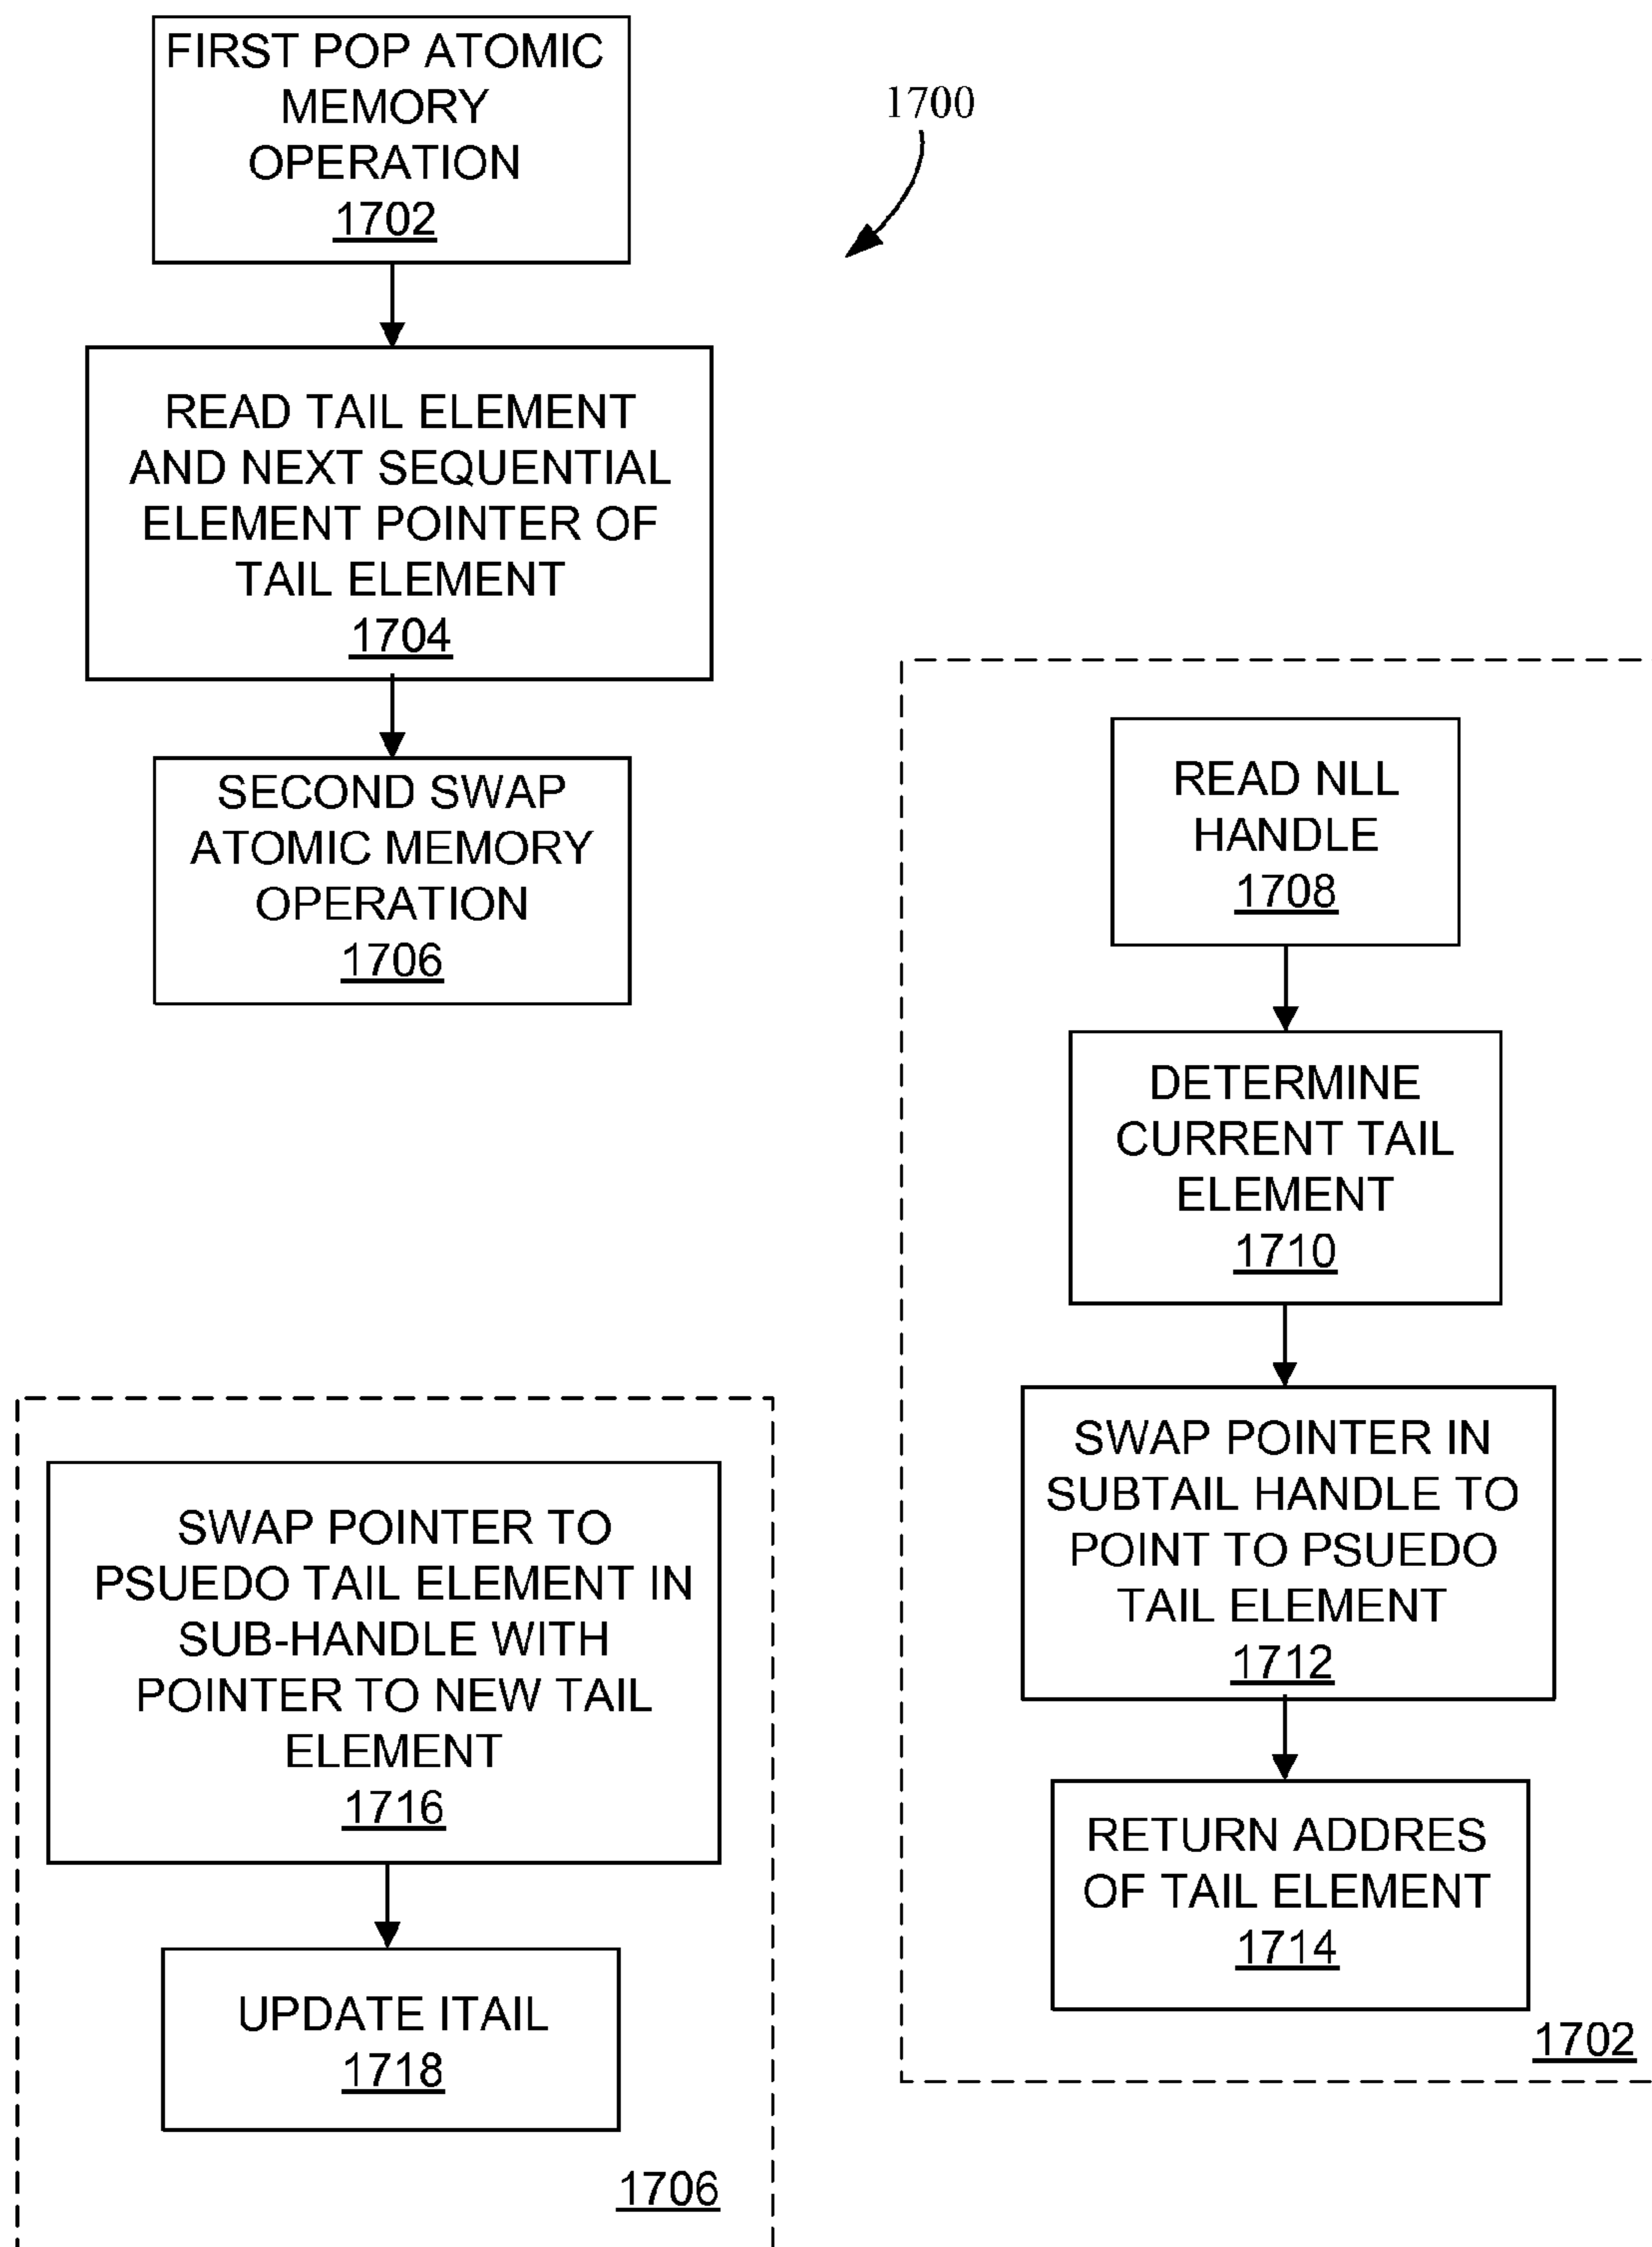 FIRST POP ATOMIC
MEMORY
OPERATION
1702
1700
READ TAIL ELEMENT
AND NEXT SEQUENTIAL
ELEMENT POINTER OF
TAIL ELEMENT
1704
SECOND SWAP
ATOMIC MEMORY
OPERATION
1706
READ NLL
HANDLE
1708
DETERMINE
CURRENT TAIL
ELEMENT
1710
SWAP POINTER IN
SUBTAIL HANDLE TO
POINT TO PSUEDO
TAIL ELEMENT
1712
RETURN ADDRES
OF TAIL ELEMENT
1714
1702
SWAP POINTER TO
PSUEDO TAIL ELEMENT IN
SUB-HANDLE WITH
POINTER TO NEW TAIL
ELEMENT
1716
UPDATE ITAIL
1718
1706